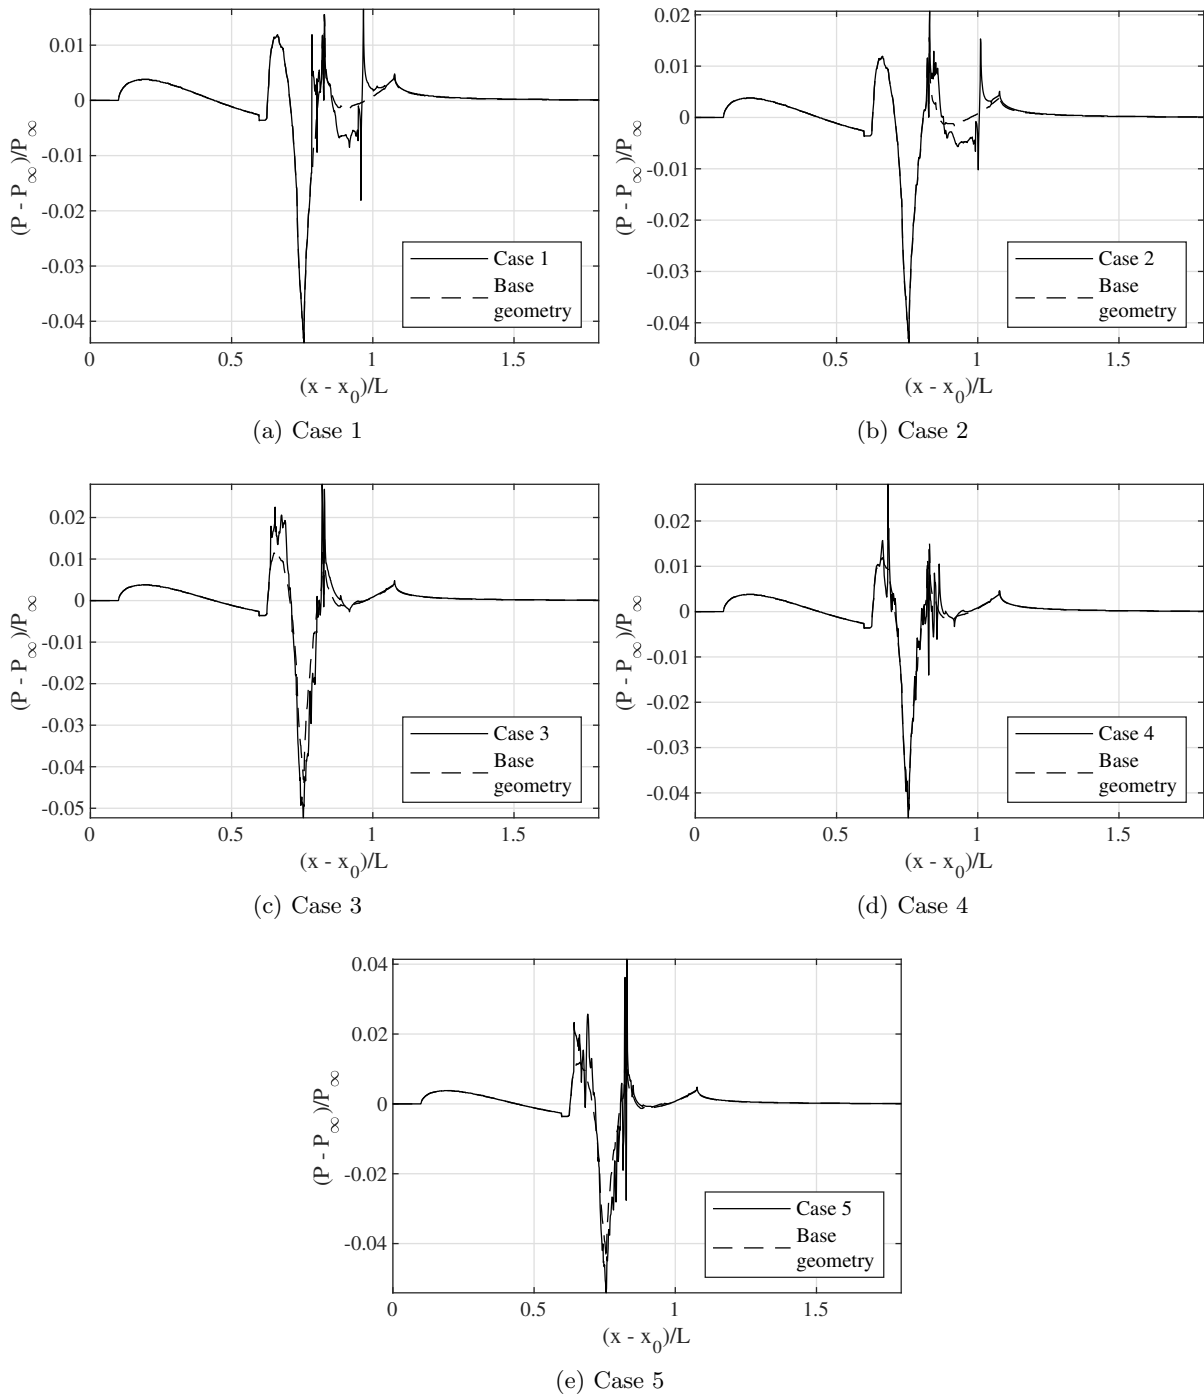 0.01
0
-0.01
-0.02
-0.03
-0.04
(P - P∞)/P∞
Case 1
Base
geometry
0
0.5
1
1.5
(x - x0)/L
(a) Case 1
0.02
0.01
0
-0.01
-0.02
-0.03
-0.04
(P - P∞)/P∞
Case 2
Base
geometry
0
0.5
1
1.5
(x - x0)/L
(b) Case 2
0.02
0.01
0
-0.01
-0.02
-0.03
-0.04
-0.05
(P - P∞)/P∞
Case 3
Base
geometry
0
0.5
1
1.5
(x - x0)/L
(c) Case 3
0.02
0.01
0
-0.01
-0.02
-0.03
-0.04
(P - P∞)/P∞
Case 4
Base
geometry
0
0.5
1
1.5
(x - x0)/L
(d) Case 4
0.04
0.02
0
-0.02
-0.04
(P - P∞)/P∞
Case 5
Base
geometry
0
0.5
1
1.5
(x - x0)/L
(e) Case 5